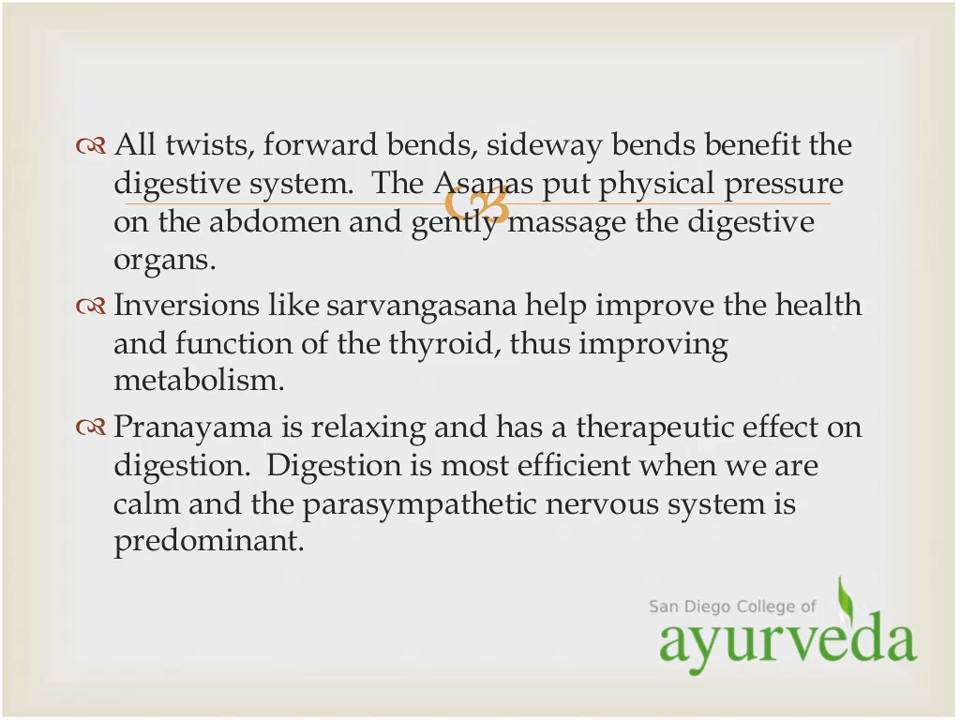 All twists, forward bends, sideway bends benefit the
digestive system.  The Asanas put physical pressure
on the abdomen and gently massage the digestive
organs.
Inversions like sarvangasana help improve the health
and function of the thyroid, thus improving
metabolism.
Pranayama is relaxing and has a therapeutic effect on
digestion.  Digestion is most efficient when we are
calm and the parasympathetic nervous system is
predominant.
San Diego College of
ayurveda